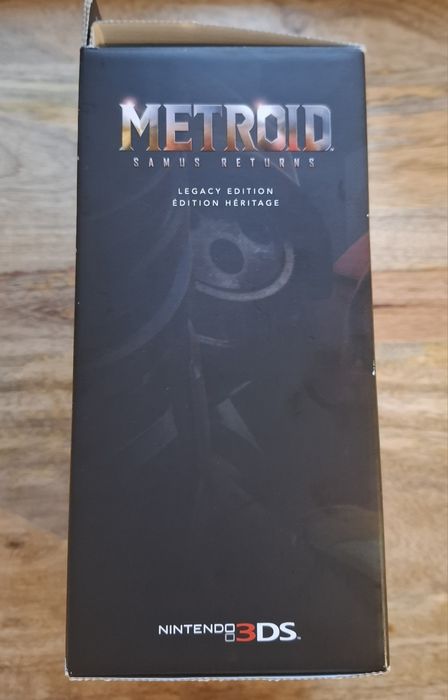 METROID
SAMUS RETURNS
LEGACY EDITION
ÉDITION HÉRITAGE
NINTENDO 3DS